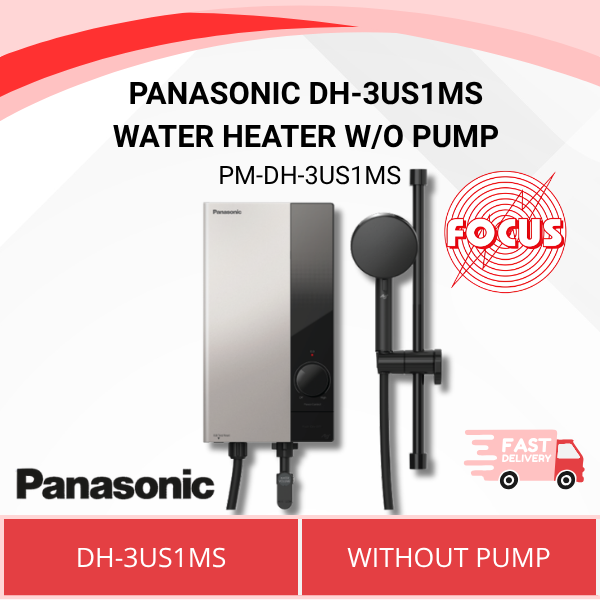 PANASONIC DH-3US1MS
WATER HEATER W/O PUMP
PM-DH-3US1MS
Panasonic
FOCUS
FAST
DELIVERY
Panasonic
DH-3US1MS
WITHOUT PUMP